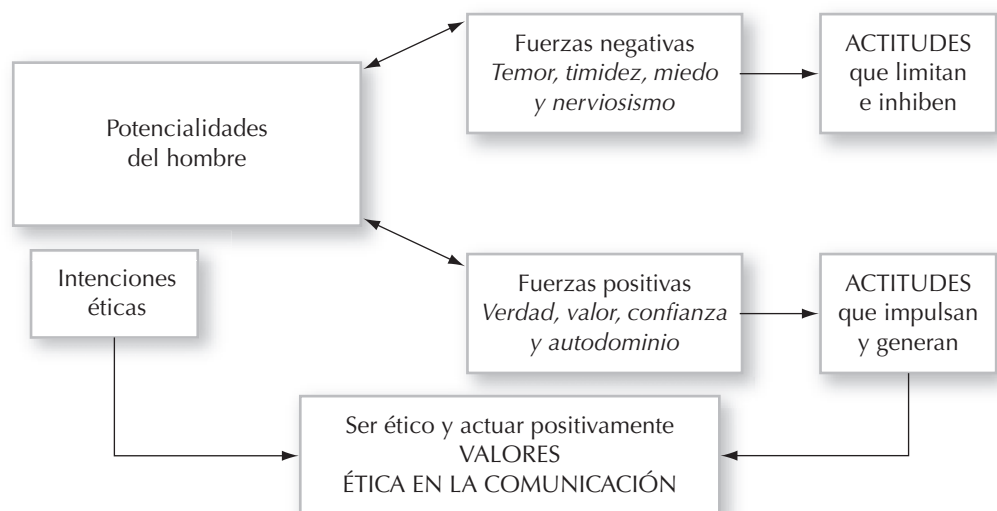 Potencialidades
del hombre
Fuerzas negativas
Temor, timidez, miedo
y nerviosismo
ACTITUDES
que limitan
e inhiben
Intenciones
éticas
Fuerzas positivas
Verdad, valor, confianza
y autodominio
ACTITUDES
que impulsan
y generan
Ser ético y actuar positivamente
VALORES
ÉTICA EN LA COMUNICACIÓN